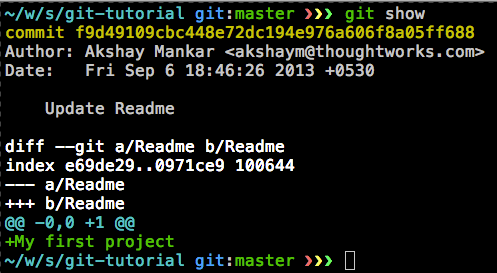 ~/w/s/git-tutorial git:master ❯❯❯ git show
commit f9d49109cbc448e72dc194e976a606f8a05ff688
Author: Akshay Mankar <akshaym@thoughtworks.com>
Date:   Fri Sep 6 18:46:26 2013 +0530

    Update Readme

diff --git a/Readme b/Readme
index e69de29..0971ce9 100644
--- a/Readme
+++ b/Readme
@@ -0,0 +1 @@
+My first project
~/w/s/git-tutorial git:master ❯❯❯